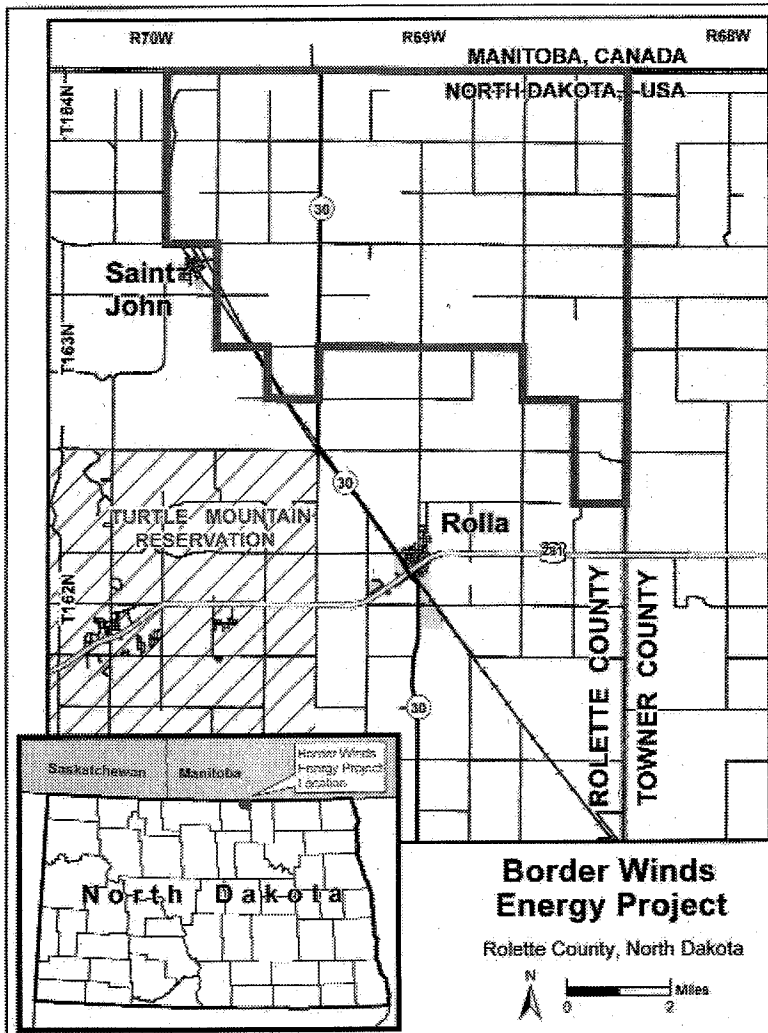 R70W
R69W
R68W
MANITOBA, CANADA
NORTH DAKOTA, USA
T164N
30
Saint
John
T163N
30
TURTLE MOUNTAIN
RESERVATION
Rolla
281
T162N
30
ROLETTE COUNTY
TOWNER COUNTY
Saskatchewan
Manitoba
Border Winds
Energy Project
Location
North Dakota
Border Winds
Energy Project
Rolette County, North Dakota
N
Miles
0
2